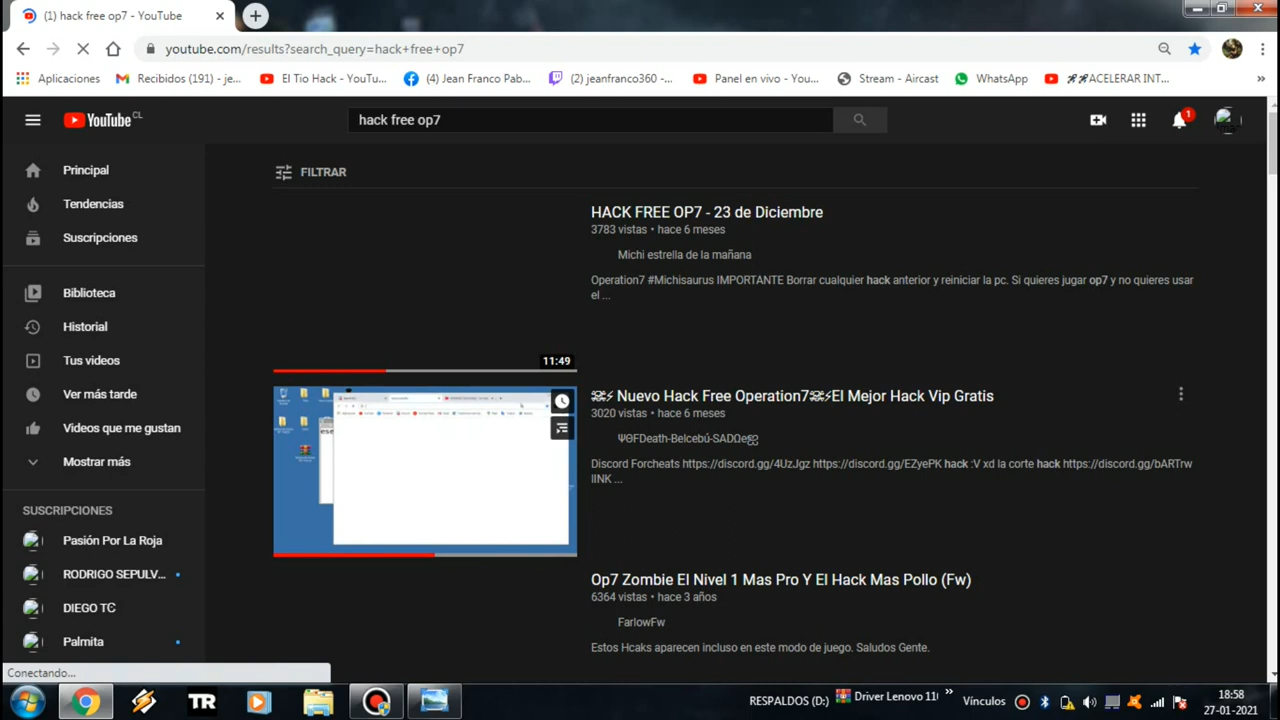 (1) hack free op7 - YouTube
youtube.com/results?search_query=hack+free+op7
Aplicaciones
Recibidos (191) - je...
El Tio Hack - YouTu...
(4) Jean Franco Pab...
(2) jeanfranco360 -...
Panel en vivo - You...
Stream - Aircast
WhatsApp
ACELERAR INT...
YouTube CL
hack free op7
1
Principal
Tendencias
Suscripciones
Biblioteca
Historial
Tus videos
Ver más tarde
Videos que me gustan
Mostrar más
SUSCRIPCIONES
Pasión Por La Roja
RODRIGO SEPULV...
DIEGO TC
Palmita
Conectando...
FILTRAR
HACK FREE OP7 - 23 de Diciembre
3783 vistas • hace 6 meses
Michi estrella de la mañana
Operation7 #Michisaurus IMPORTANTE Borrar cualquier hack anterior y reiniciar la pc. Si quieres jugar op7 y no quieres usar
el ...
11:49
Nuevo Hack Free Operation7 ⚡El Mejor Hack Vip Gratis
3020 vistas • hace 6 meses
Discord Forcheats https://discord.gg/4UzJgz https://discord.gg/EZyePK hack :V xd la corte hack https://discord.gg/bARTrw
lINK ...
Op7 Zombie El Nivel 1 Mas Pro Y El Hack Mas Pollo (Fw)
6364 vistas • hace 3 años
FarlowFw
Estos Hcaks aparecen incluso en este modo de juego. Saludos Gente.
TR
RESPALDOS (D:)
Driver Lenovo 110
Vínculos
18:58
27-01-2021